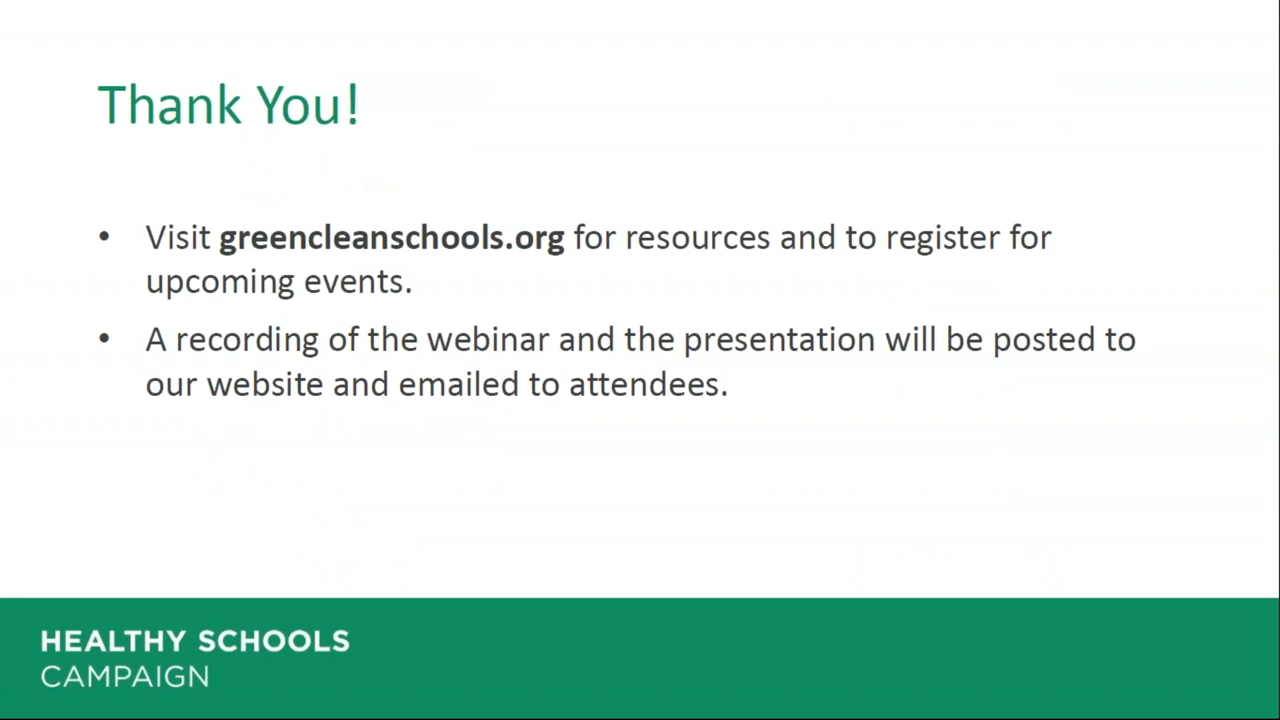 Thank You!
• Visit greencleanschools.org for resources and to register for
upcoming events.
• A recording of the webinar and the presentation will be posted to
our website and emailed to attendees.
HEALTHY SCHOOLS
CAMPAIGN